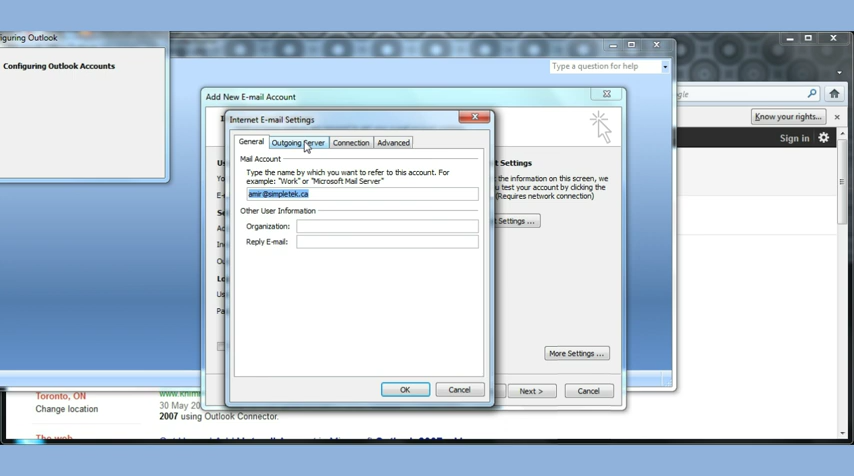 iguring Outlook
Configuring Outlook Accounts
Type a question for help
gle
Know your rights...
Sign in
Add New E-mail Account
Internet E-mail Settings
General
Outgoing Server
Connection
Advanced
Mail Account
Type the name by which you want to refer to this account. For
example: "Work" or "Microsoft Mail Server"
amir@simpletek.ca
Other User Information
Organization:
Reply E-mail:
OK
Cancel
t Settings
t the information on this screen, we
u test your account by clicking the
(Requires network connection)
t Settings ...
More Settings ...
Next >
Cancel
Toronto, ON
Change location
The web
30 May 20
2007 using Outlook Connector.